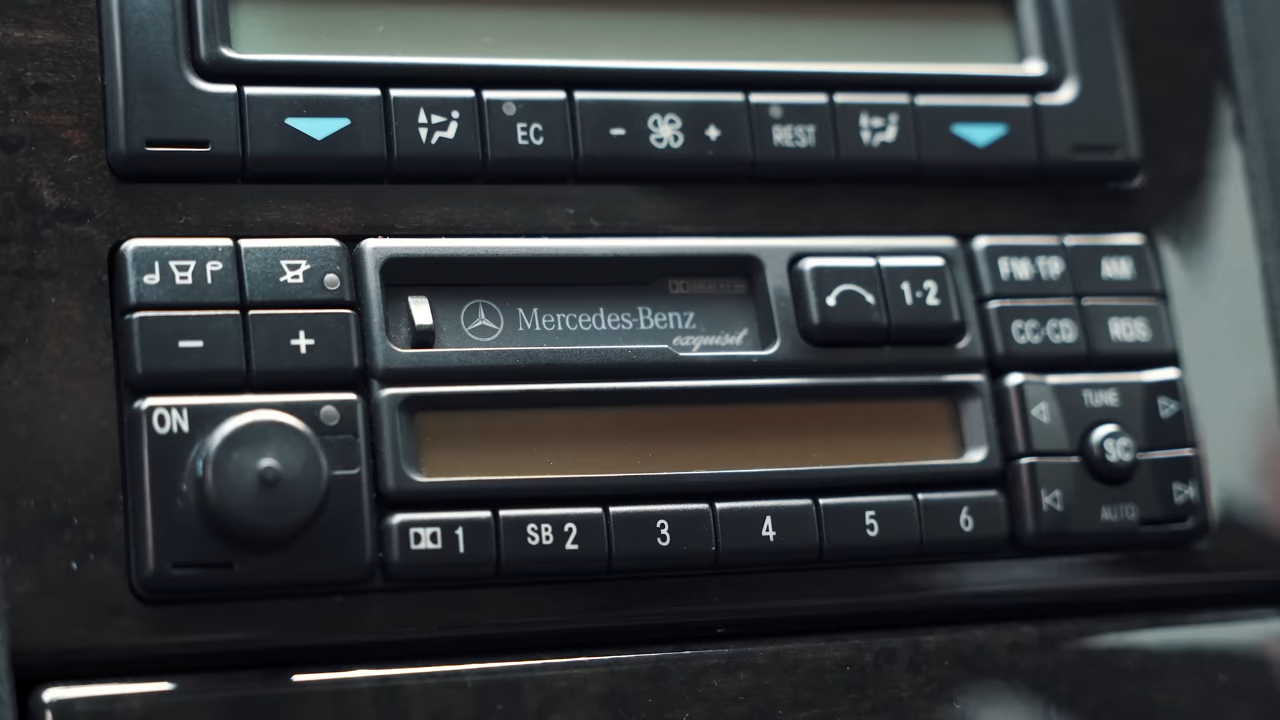 EC
- +
REST
Mercedes-Benz
exquisit
1·2
FM·TP
AM
CC·CD
RDS
- +
ON
TUNE
SC
AUTO
1
SB 2
3
4
5
6